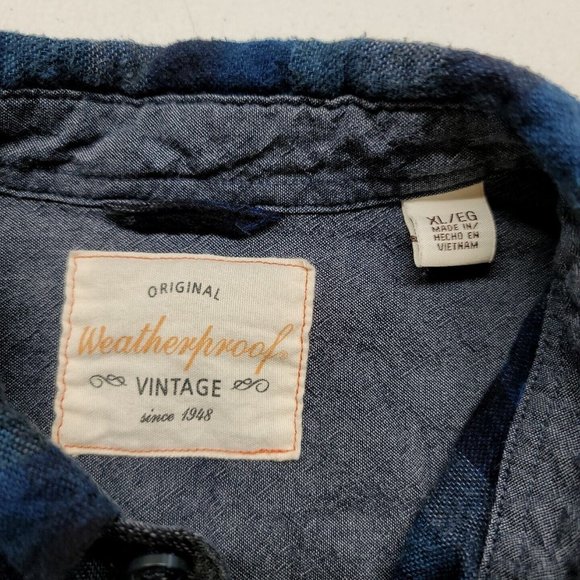 ORIGINAL
Weatherproof
VINTAGE
since 1948
XL/EG
MADE IN/
HECHO EN
VIETNAM